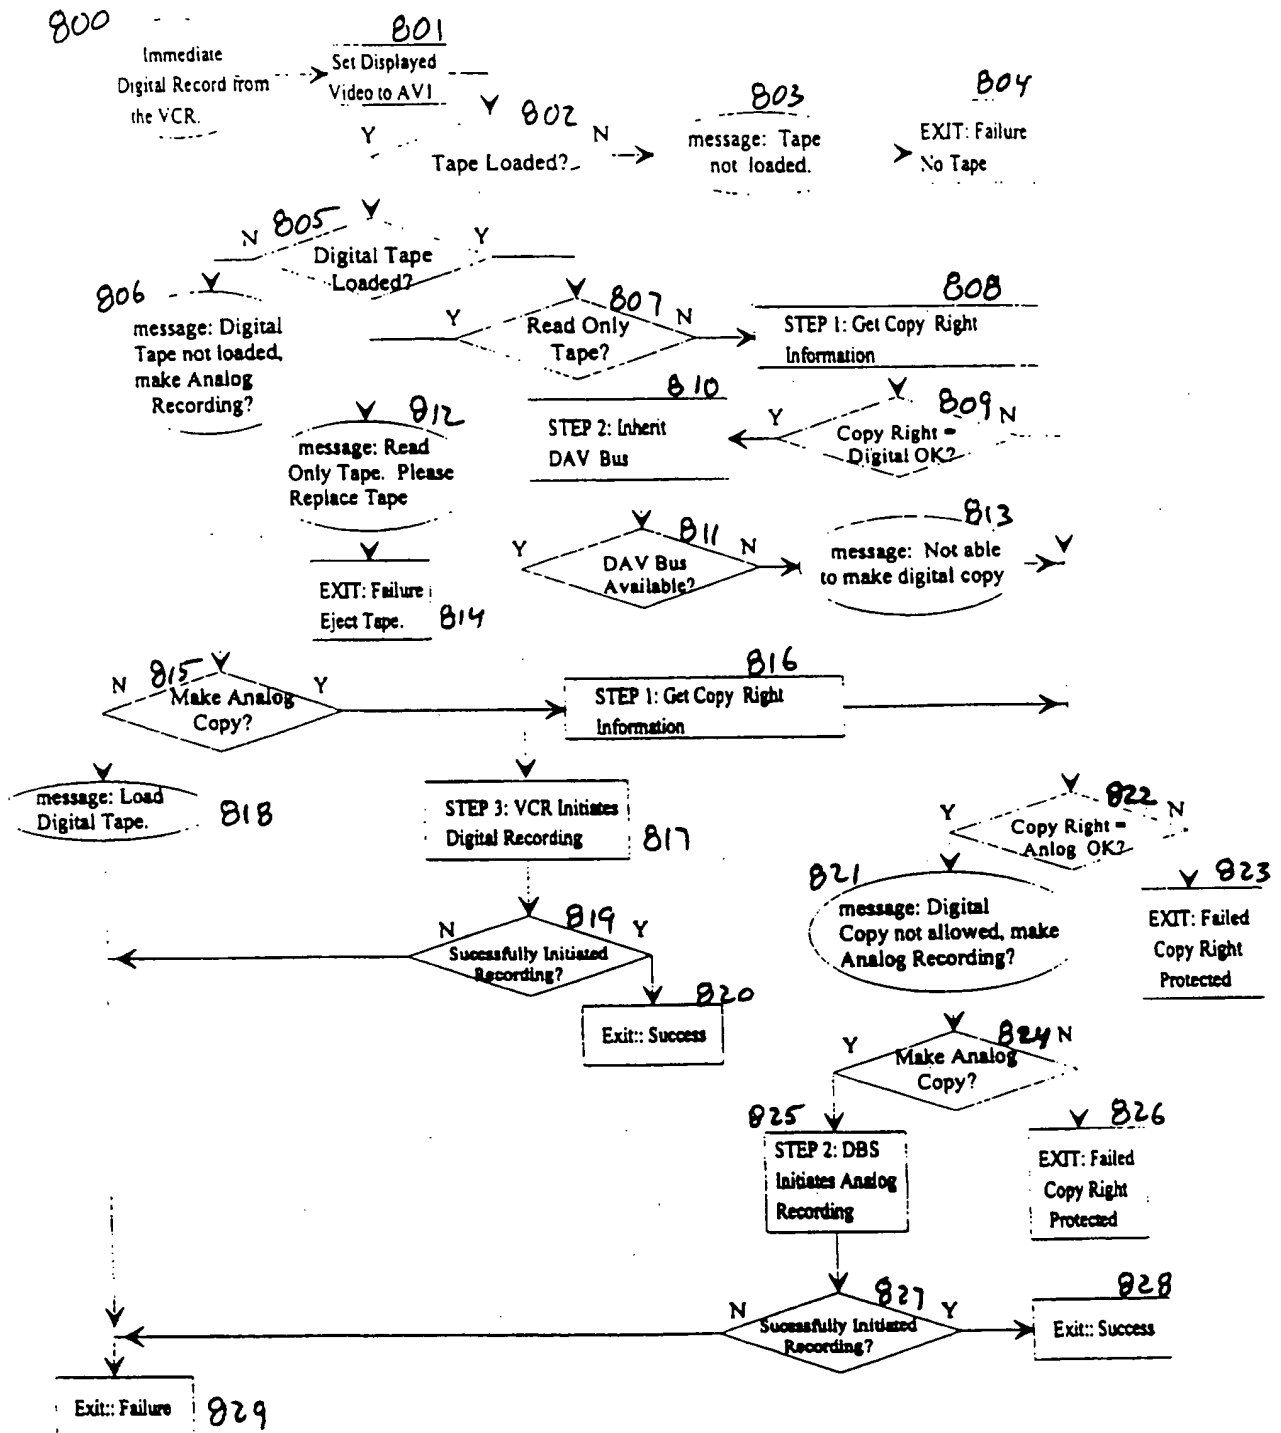 800
Immediate
Digital Record from
the VCR.
801
Set Displayed
Video to AV1
802
Y
N
Tape Loaded?
803
message: Tape
not loaded.
804
EXIT: Failure
No Tape
805
N
Y
Digital Tape
Loaded?
806
message: Digital
Tape not loaded,
make Analog
Recording?
807
Y
N
Read Only
Tape?
808
STEP 1: Get Copy Right
Information
809
Y
N
Copy Right =
Digital OK?
810
STEP 2: Inherit
DAV Bus
812
message: Read
Only Tape. Please
Replace Tape
811
Y
N
DAV Bus
Available?
813
message: Not able
to make digital copy
EXIT: Failure
Eject Tape.
814
815
N
Y
Make Analog
Copy?
816
STEP 1: Get Copy Right
Information
message: Load
Digital Tape.
818
STEP 3: VCR Initiates
Digital Recording
817
822
Y
N
Copy Right =
Anlog OK?
821
message: Digital
Copy not allowed, make
Analog Recording?
823
EXIT: Failed
Copy Right
Protected
819
N
Y
Sucessfully Initiated
Recording?
820
Exit:: Success
824
Y
N
Make Analog
Copy?
825
STEP 2: DBS
Initiates Analog
Recording
826
EXIT: Failed
Copy Right
Protected
827
N
Y
Sucessfully Initiated
Recording?
828
Exit:: Success
Exit:: Failure
829